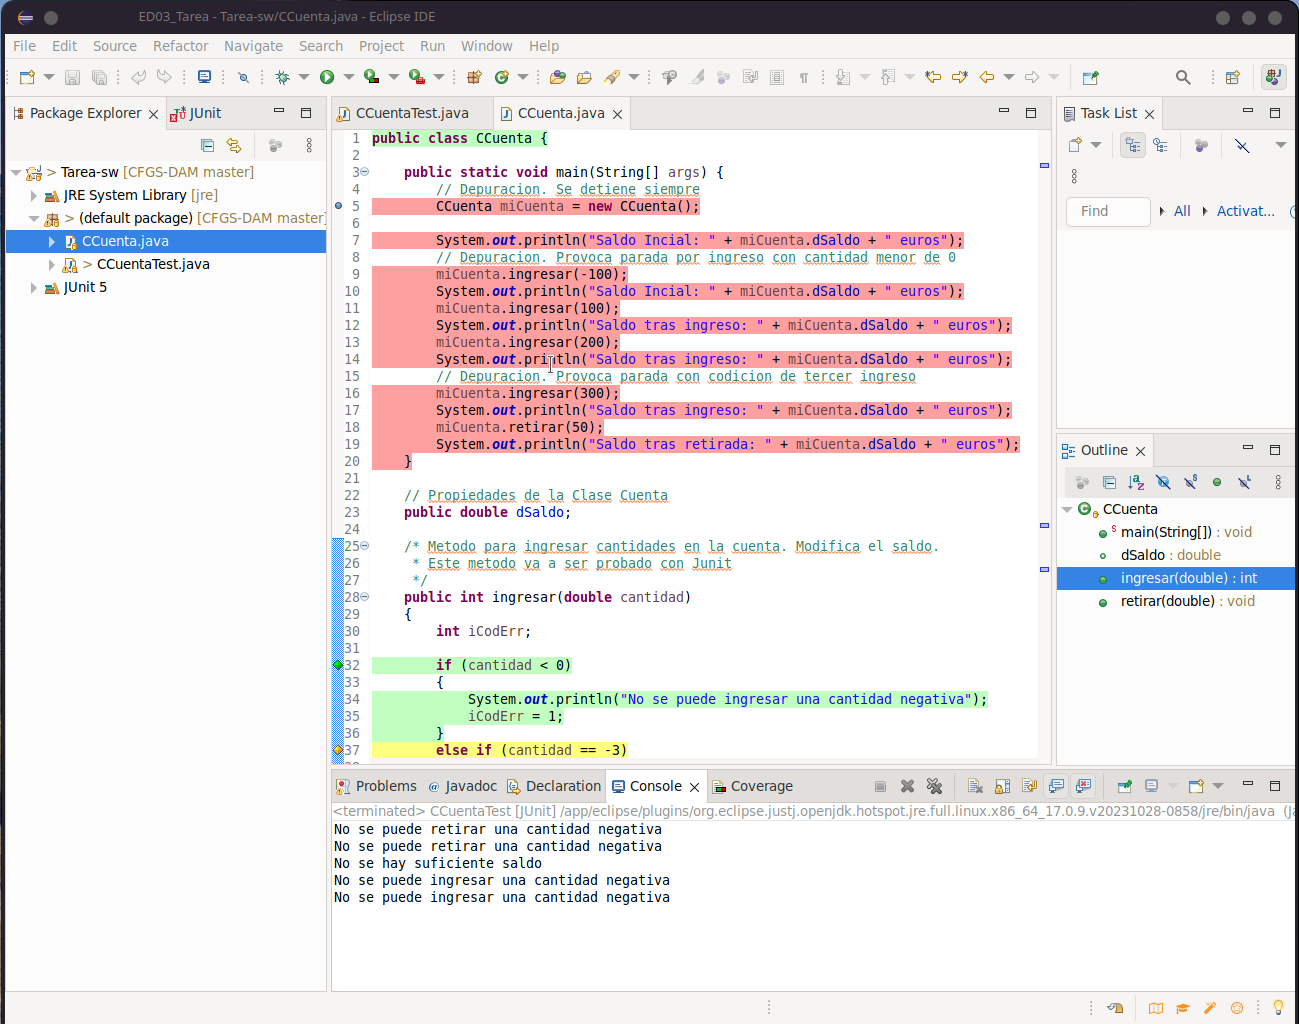 ED03_Tarea - Tarea-sw/CCuenta.java - Eclipse IDE
File Edit Source Refactor Navigate Search Project Run Window Help
Package Explorer JUnit
> Tarea-sw [CFGS-DAM master]
JRE System Library [jre]
> (default package) [CFGS-DAM master]
CCuenta.java
> CCuentaTest.java
JUnit 5
CCuentaTest.java CCuenta.java
1 public class CCuenta {
2
3 public static void main(String[] args) {
4 // Depuracion. Se detiene siempre
5 CCuenta miCuenta = new CCuenta();
6
7 System.out.println("Saldo Incial: " + miCuenta.dSaldo + " euros");
8 // Depuracion. Provoca parada por ingreso con cantidad menor de 0
9 miCuenta.ingresar(-100);
10 System.out.println("Saldo Incial: " + miCuenta.dSaldo + " euros");
11 miCuenta.ingresar(100);
12 System.out.println("Saldo tras ingreso: " + miCuenta.dSaldo + " euros");
13 miCuenta.ingresar(200);
14 System.out.println("Saldo tras ingreso: " + miCuenta.dSaldo + " euros");
15 // Depuracion. Provoca parada con codicion de tercer ingreso
16 miCuenta.ingresar(300);
17 System.out.println("Saldo tras ingreso: " + miCuenta.dSaldo + " euros");
18 miCuenta.retirar(50);
19 System.out.println("Saldo tras retirada: " + miCuenta.dSaldo + " euros");
20 }
21
22 // Propiedades de la Clase Cuenta
23 public double dSaldo;
24
25 /* Metodo para ingresar cantidades en la cuenta. Modifica el saldo.
26 * Este metodo va a ser probado con Junit
27 */
28 public int ingresar(double cantidad)
29 {
30 int iCodErr;
31
32 if (cantidad < 0)
33 {
34 System.out.println("No se puede ingresar una cantidad negativa");
35 iCodErr = 1;
36 }
37 else if (cantidad == -3)
Task List
Find All Activat...
Outline
CCuenta
main(String[]) : void
dSaldo : double
ingresar(double) : int
retirar(double) : void
Problems Javadoc Declaration Console Coverage
<terminated> CCuentaTest [JUnit] /app/eclipse/plugins/org.eclipse.justj.openjdk.hotspot.jre.full.linux.x86_64_17.0.9.v20231028-0858/jre/bin/java
No se puede retirar una cantidad negativa
No se puede retirar una cantidad negativa
No se hay suficiente saldo
No se puede ingresar una cantidad negativa
No se puede ingresar una cantidad negativa